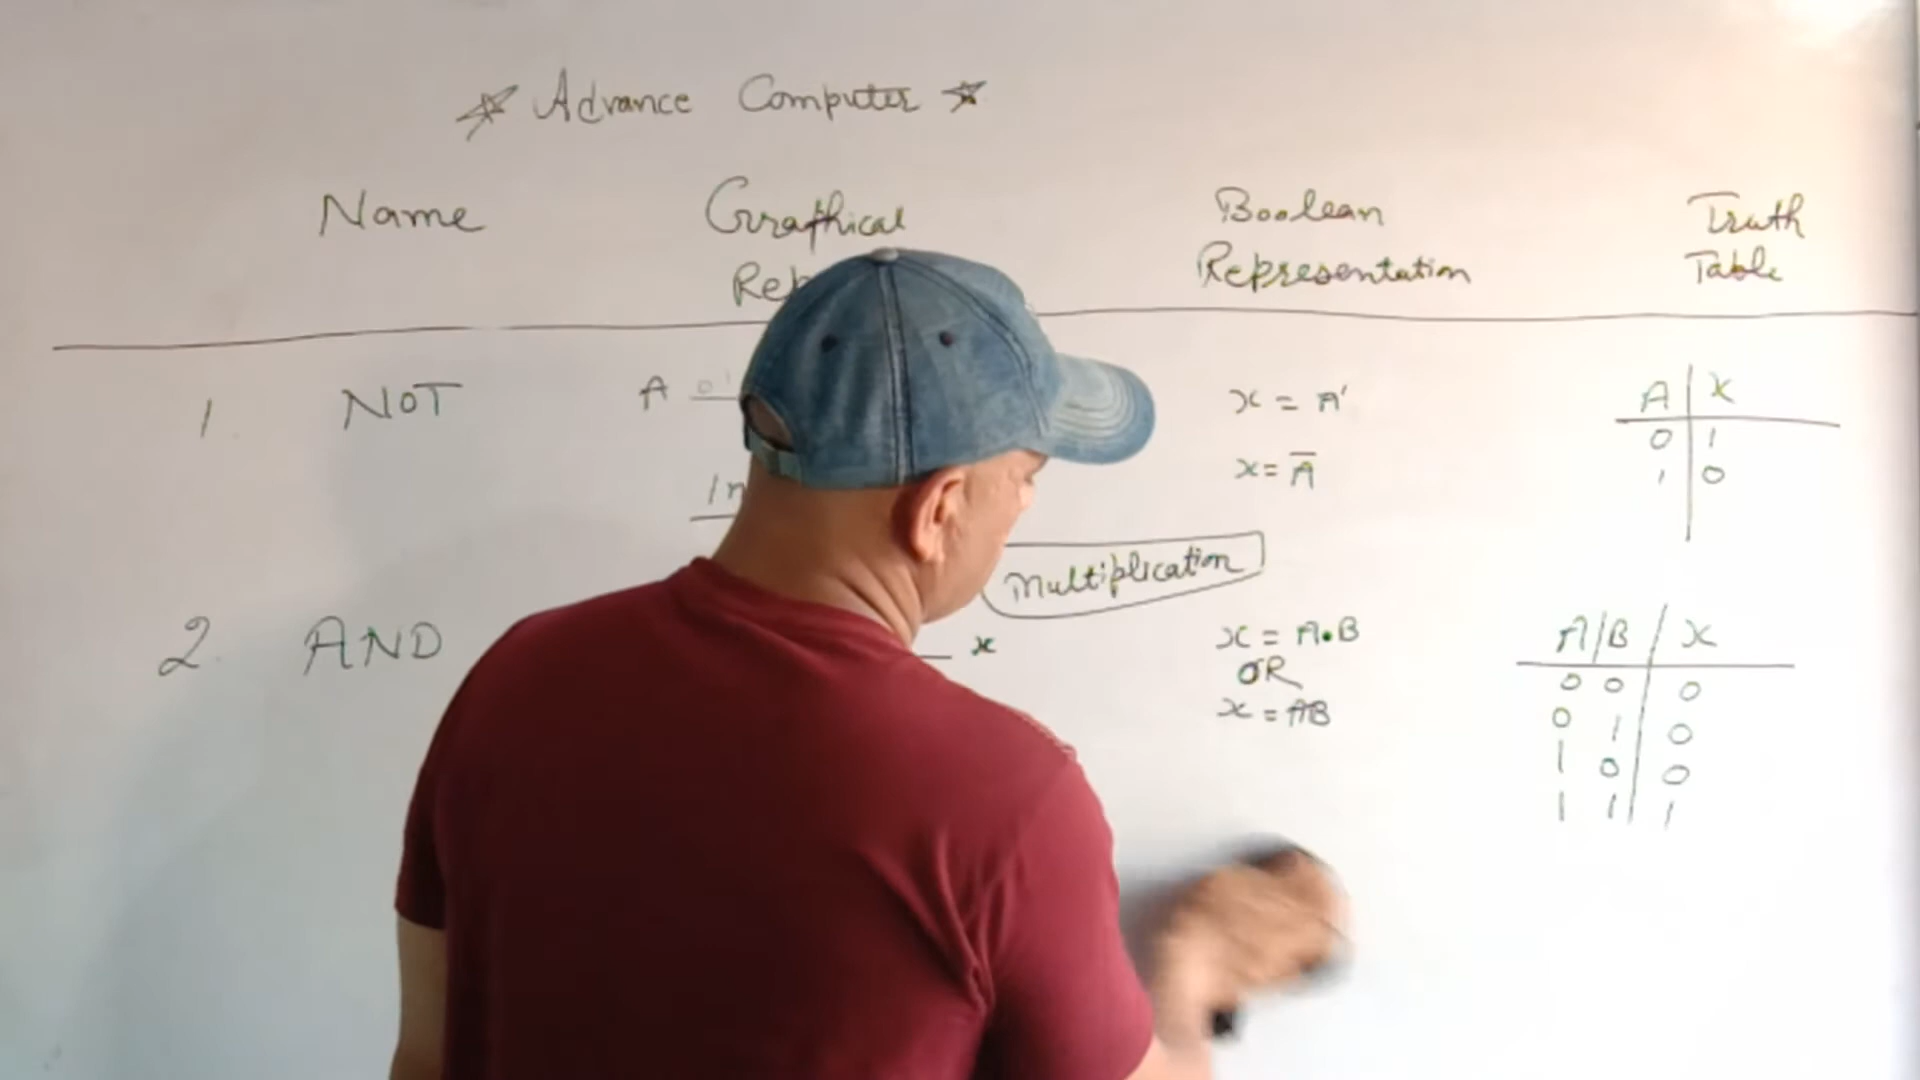 Advance Computer
Name
Graphical
Boolean
Representation
Truth
Table
1. NOT
A
x = A'
x = A̅
A X
0 1
1 0
Multiplication
2. AND
x
x = A•B
OR
x = AB
A/B / X
0 0 0
0 1 0
1 0 0
1 1 1